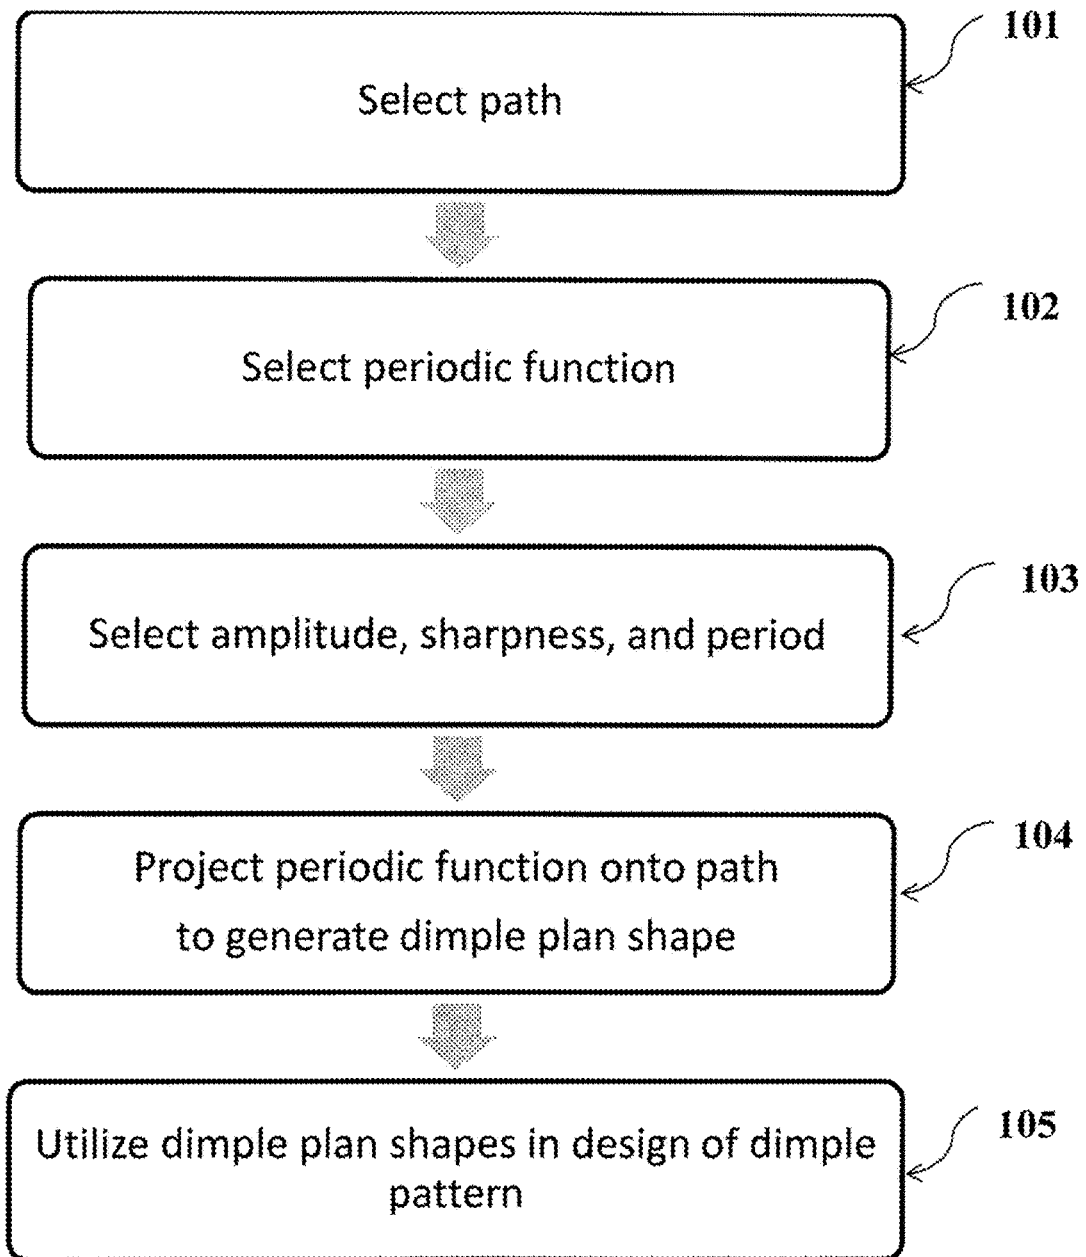 101
Select path
102
Select periodic function
103
Select amplitude, sharpness, and period
104
Project periodic function onto path
to generate dimple plan shape
105
Utilize dimple plan shapes in design of dimple
pattern